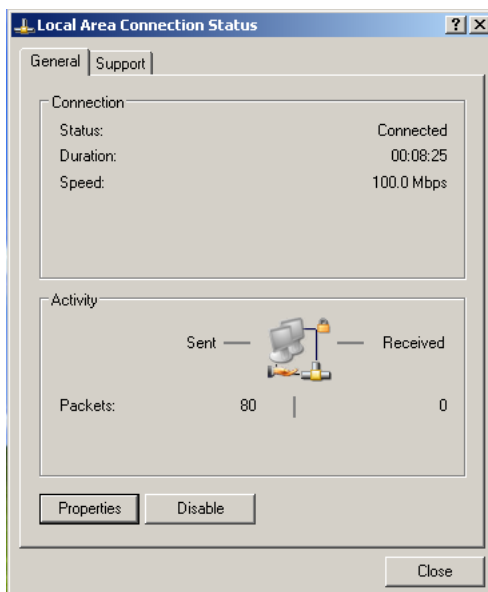 Local Area Connection Status
General Support
Connection
Status: Connected
Duration: 00:08:25
Speed: 100.0 Mbps
Activity
Sent Received
Packets: 80 0
Properties Disable
Close